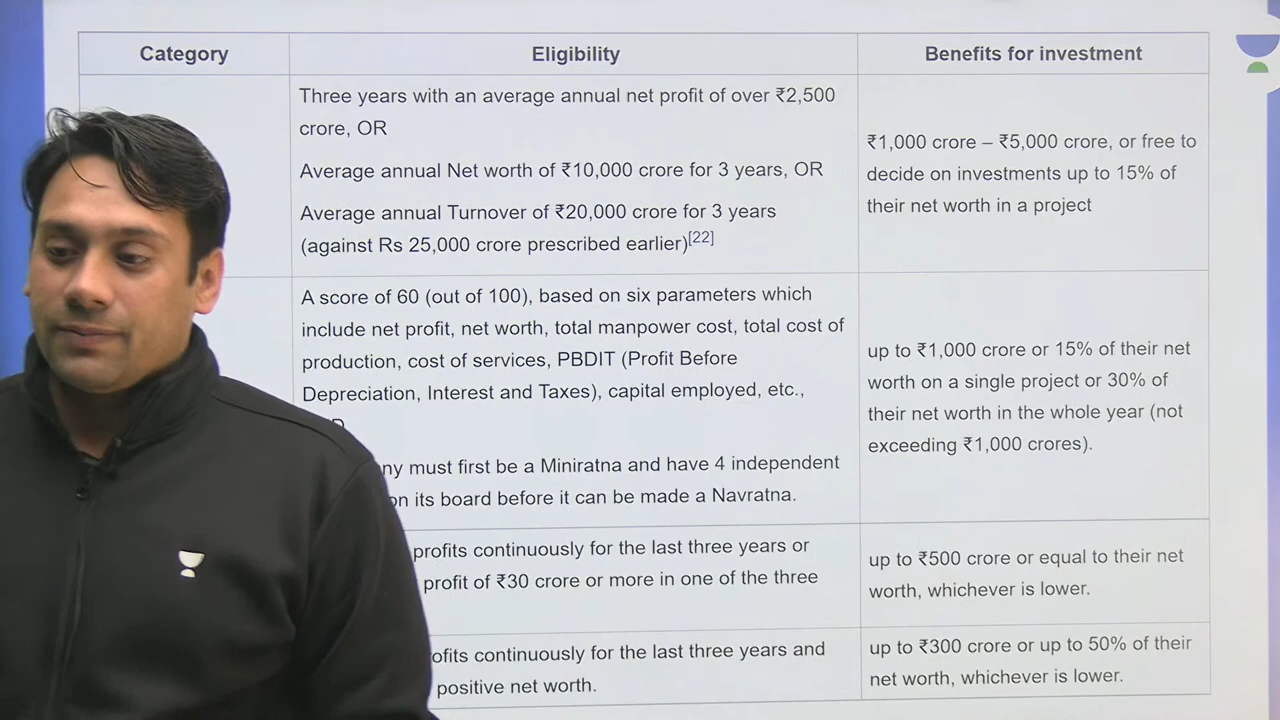 Category
Eligibility
Benefits for investment
Three years with an average annual net profit of over ₹2,500
crore, OR
Average annual Net worth of ₹10,000 crore for 3 years, OR
Average annual Turnover of ₹20,000 crore for 3 years
(against Rs 25,000 crore prescribed earlier)[22]
₹1,000 crore – ₹5,000 crore, or free to
decide on investments up to 15% of
their net worth in a project
A score of 60 (out of 100), based on six parameters which
include net profit, net worth, total manpower cost, total cost of
production, cost of services, PBDIT (Profit Before
Depreciation, Interest and Taxes), capital employed, etc.,
must first be a Miniratna and have 4 independent
on its board before it can be made a Navratna.
up to ₹1,000 crore or 15% of their net
worth on a single project or 30% of
their net worth in the whole year (not
exceeding ₹1,000 crores).
profits continuously for the last three years or
profit of ₹30 crore or more in one of the three
up to ₹500 crore or equal to their net
worth, whichever is lower.
continuously for the last three years and
positive net worth.
up to ₹300 crore or up to 50% of their
net worth, whichever is lower.